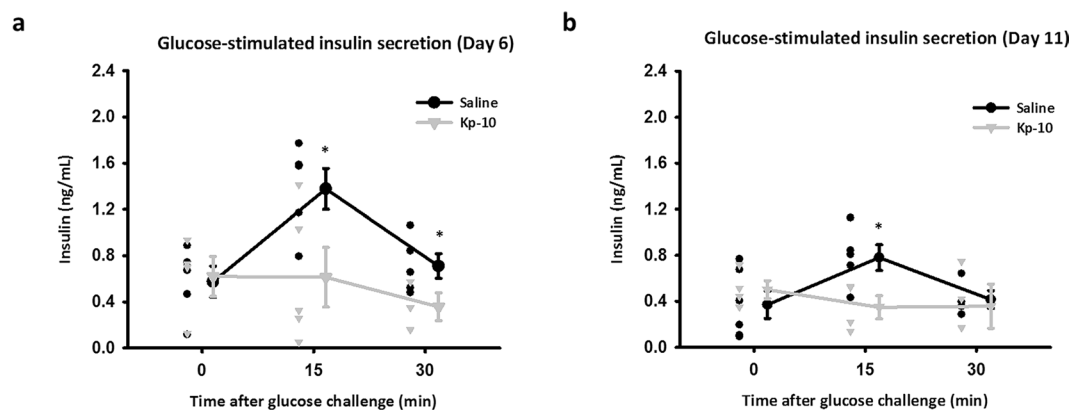 a
Glucose-stimulated insulin secretion (Day 6)
2.4
2.0
1.6
1.2
0.8
0.4
0.0
Insulin (ng/mL)
Saline
Kp-10
*
*
0 15 30
Time after glucose challenge (min)
b
Glucose-stimulated insulin secretion (Day 11)
2.4
2.0
1.6
1.2
0.8
0.4
0.0
Insulin (ng/mL)
Saline
Kp-10
*
0 15 30
Time after glucose challenge (min)